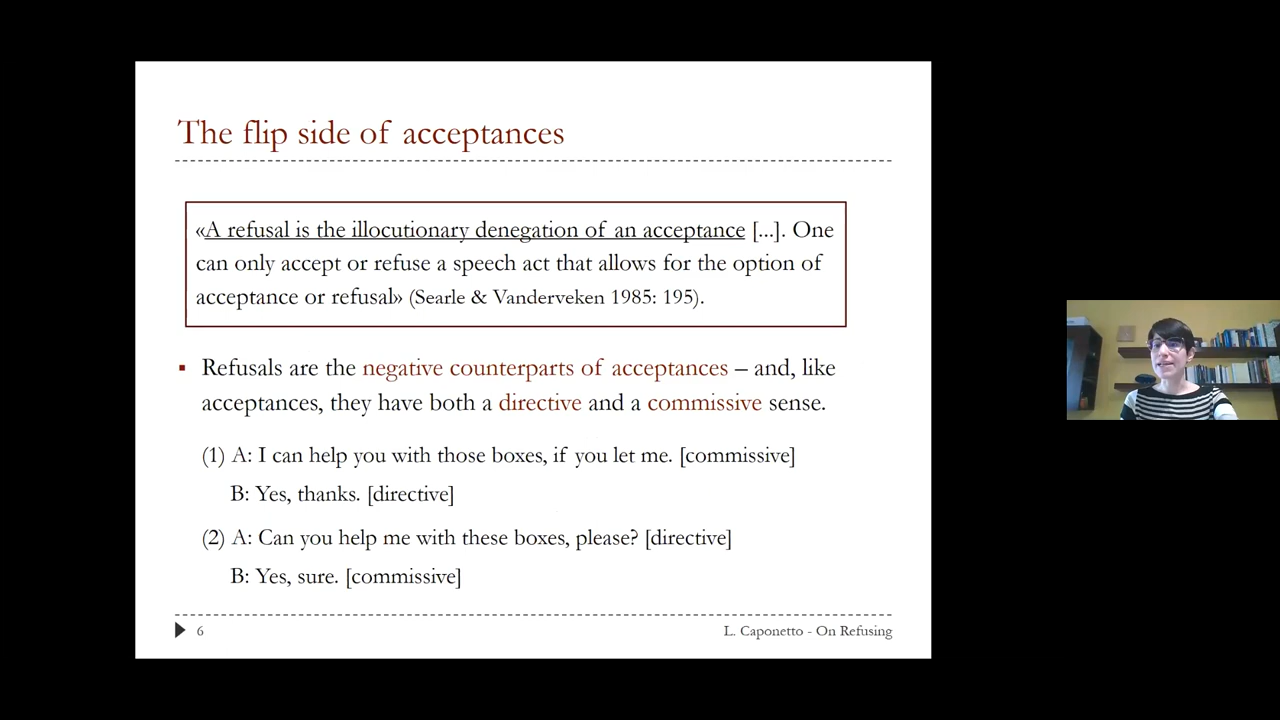 The flip side of acceptances
«A refusal is the illocutionary denegation of an acceptance [...]. One
can only accept or refuse a speech act that allows for the option of
acceptance or refusal» (Searle & Vanderveken 1985: 195).
▪ Refusals are the negative counterparts of acceptances – and, like
acceptances, they have both a directive and a commissive sense.
(1) A: I can help you with those boxes, if you let me. [commissive]
B: Yes, thanks. [directive]
(2) A: Can you help me with these boxes, please? [directive]
B: Yes, sure. [commissive]
6
L. Caponetto - On Refusing